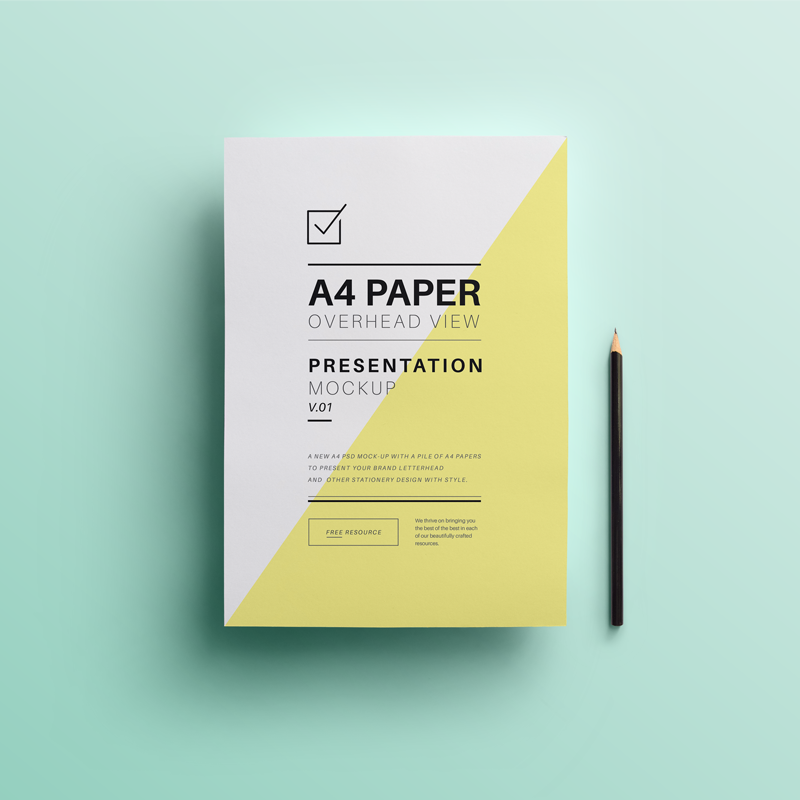 A4 PAPER
OVERHEAD VIEW
PRESENTATION
MOCKUP
V.01
A NEW A4 PSD MOCK-UP WITH A PILE OF A4 PAPERS
TO PRESENT YOUR BRAND LETTERHEAD
AND OTHER STATIONERY DESIGN WITH STYLE.
FREE RESOURCE
We thrive on bringing you
the best of the best in each
of our beautifully crafted
resources.